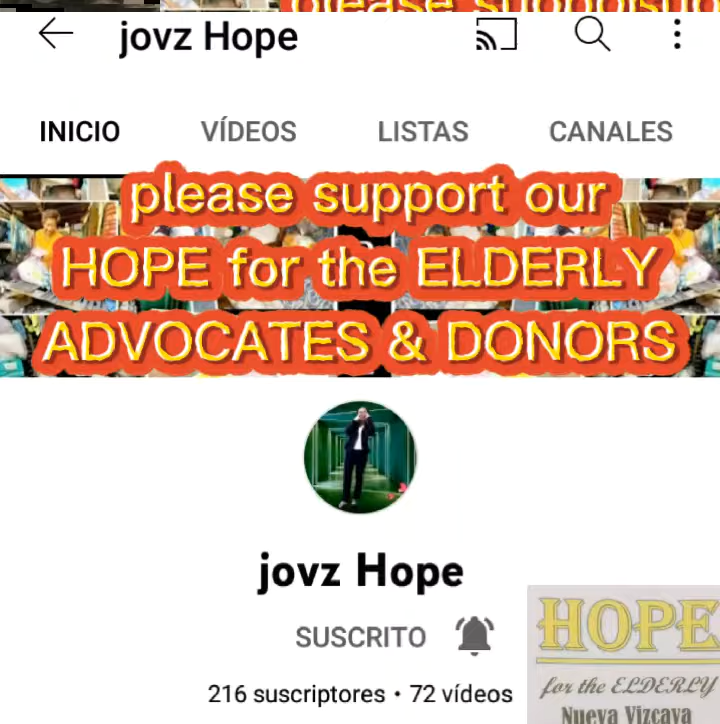 jovz Hope
INICIO
VÍDEOS
LISTAS
CANALES
please support our
HOPE for the ELDERLY
ADVOCATES & DONORS
jovz Hope
SUSCRITO
216 suscriptores • 72 vídeos
HOPE
for the ELDERLY
Nueva Vizcaya